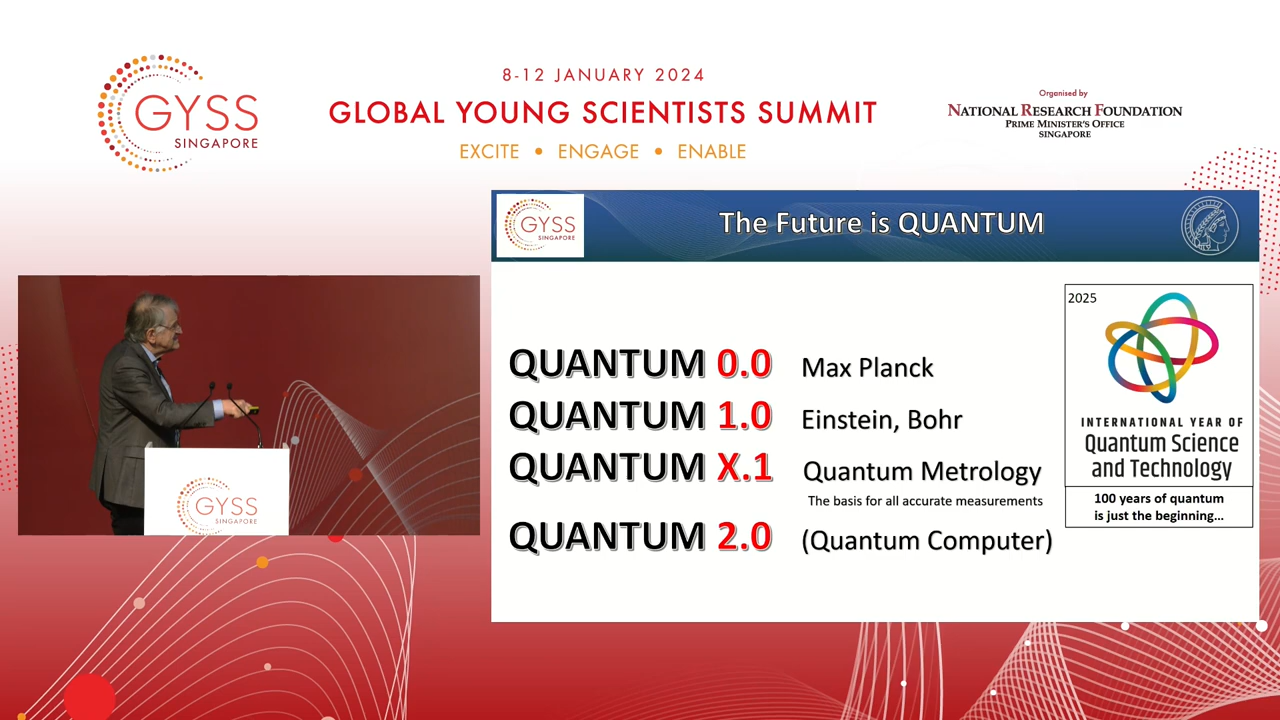 GYSS
SINGAPORE
8-12 JANUARY 2024
GLOBAL YOUNG SCIENTISTS SUMMIT
EXCITE • ENGAGE • ENABLE
Organised by
NATIONAL RESEARCH FOUNDATION
PRIME MINISTER'S OFFICE
SINGAPORE
GYSS
SINGAPORE
The Future is QUANTUM
QUANTUM 0.0 Max Planck
QUANTUM 1.0 Einstein, Bohr
QUANTUM X.1 Quantum Metrology
The basis for all accurate measurements
QUANTUM 2.0 (Quantum Computer)
2025
INTERNATIONAL YEAR OF
Quantum Science
and Technology
100 years of quantum
is just the beginning...
GYSS
SINGAPORE